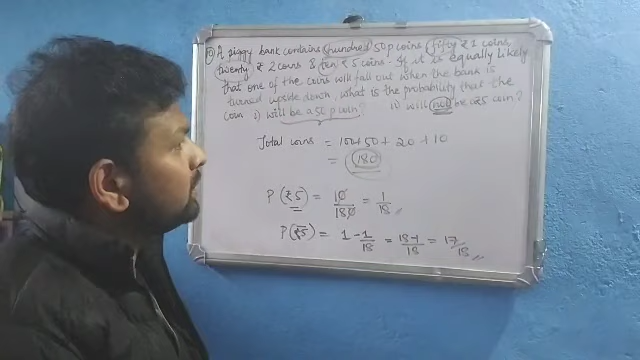 10) A piggy bank contains hundred 50p coins, fifty ₹1 coins,
twenty ₹2 coins & ten ₹5 coins. If it is equally likely
that one of the coins will fall out when the bank is
turned upside down, what is the probability that the
coin i) will be a 50p coin? ii) will not be a ₹5 coin?
Total coins = 100+50+20+10
= 180
P(₹5) = 10/180 = 1/18 //
P(₹5) = 1 - 1/18 = 18-1/18 = 17/18 //